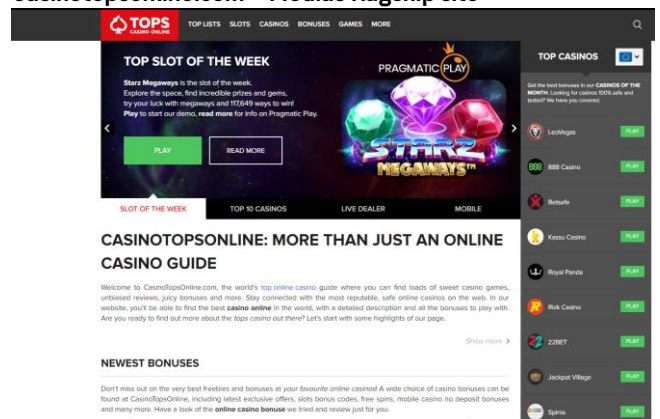 TOPS
CASINO ONLINE
TOP LISTS SLOTS CASINOS BONUSES GAMES MORE
TOP SLOT OF THE WEEK
Starz Megaways is the slot of the week.
Explore the space, find incredible prizes and gems,
try your luck with megaways and 117,649 ways to win!
Play to start our demo, read more for info on Pragmatic Play.
PLAY READ MORE
PRAGMATIC PLAY
STARZ
MEGAWAYS™
SLOT OF THE WEEK TOP 10 CASINOS LIVE DEALER MOBILE
CASINOTOPSONLINE: MORE THAN JUST AN ONLINE
CASINO GUIDE
Welcome to CasinoTopsOnline.com, the world's top online casino guide where you can find loads of sweet casino games,
unbiased reviews, juicy bonuses and more. Stay connected with the most reputable, safe online casinos on the web. In our
website, you'll be able to find the best casino online in the world, with a detailed description and all the bonuses to play with.
Are you ready to find out more about the tops casino out there? Let's start with some highlights of our page.
Show more
NEWEST BONUSES
Don't miss out on the very best freebies and bonuses at your favourite online casinos! A wide choice of casino bonuses can be
found at CasinoTopsOnline, including latest exclusive offers, slots bonus codes, free spins, mobile casino no deposit bonuses
and many more. Have a look of the online casino bonuse we tried and review just for you.
TOP CASINOS
Get the best bonuses in our CASINOS OF THE
MONTH. Looking for casinos 100% safe and
tested? We have you covered.
LeoVegas PLAY
888 888 Casino PLAY
Betsafe PLAY
Kassu Casino PLAY
Royal Panda PLAY
Rizk Casino PLAY
22 22BET PLAY
Jackpot Village PLAY
Spinia PLAY